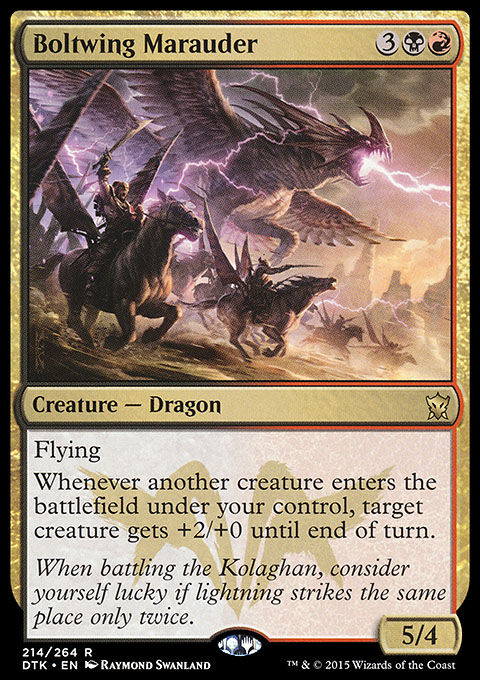 Boltwing Marauder 3
Creature — Dragon
Flying
Whenever another creature enters the
battlefield under your control, target
creature gets +2/+0 until end of turn.
When battling the Kolaghan, consider
yourself lucky if lightning strikes the same
place only twice.
5/4
214/264 R
DTK • EN Raymond Swanland
™ & © 2015 Wizards of the Coast